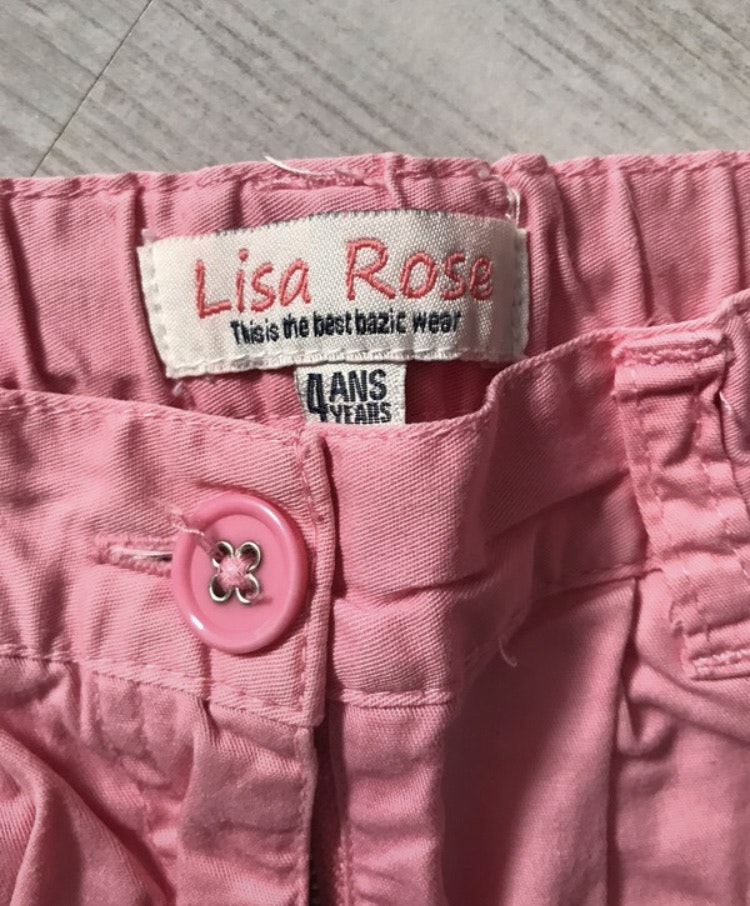 Lisa Rose
This is the best bazic wear
4 ANS
YEARS